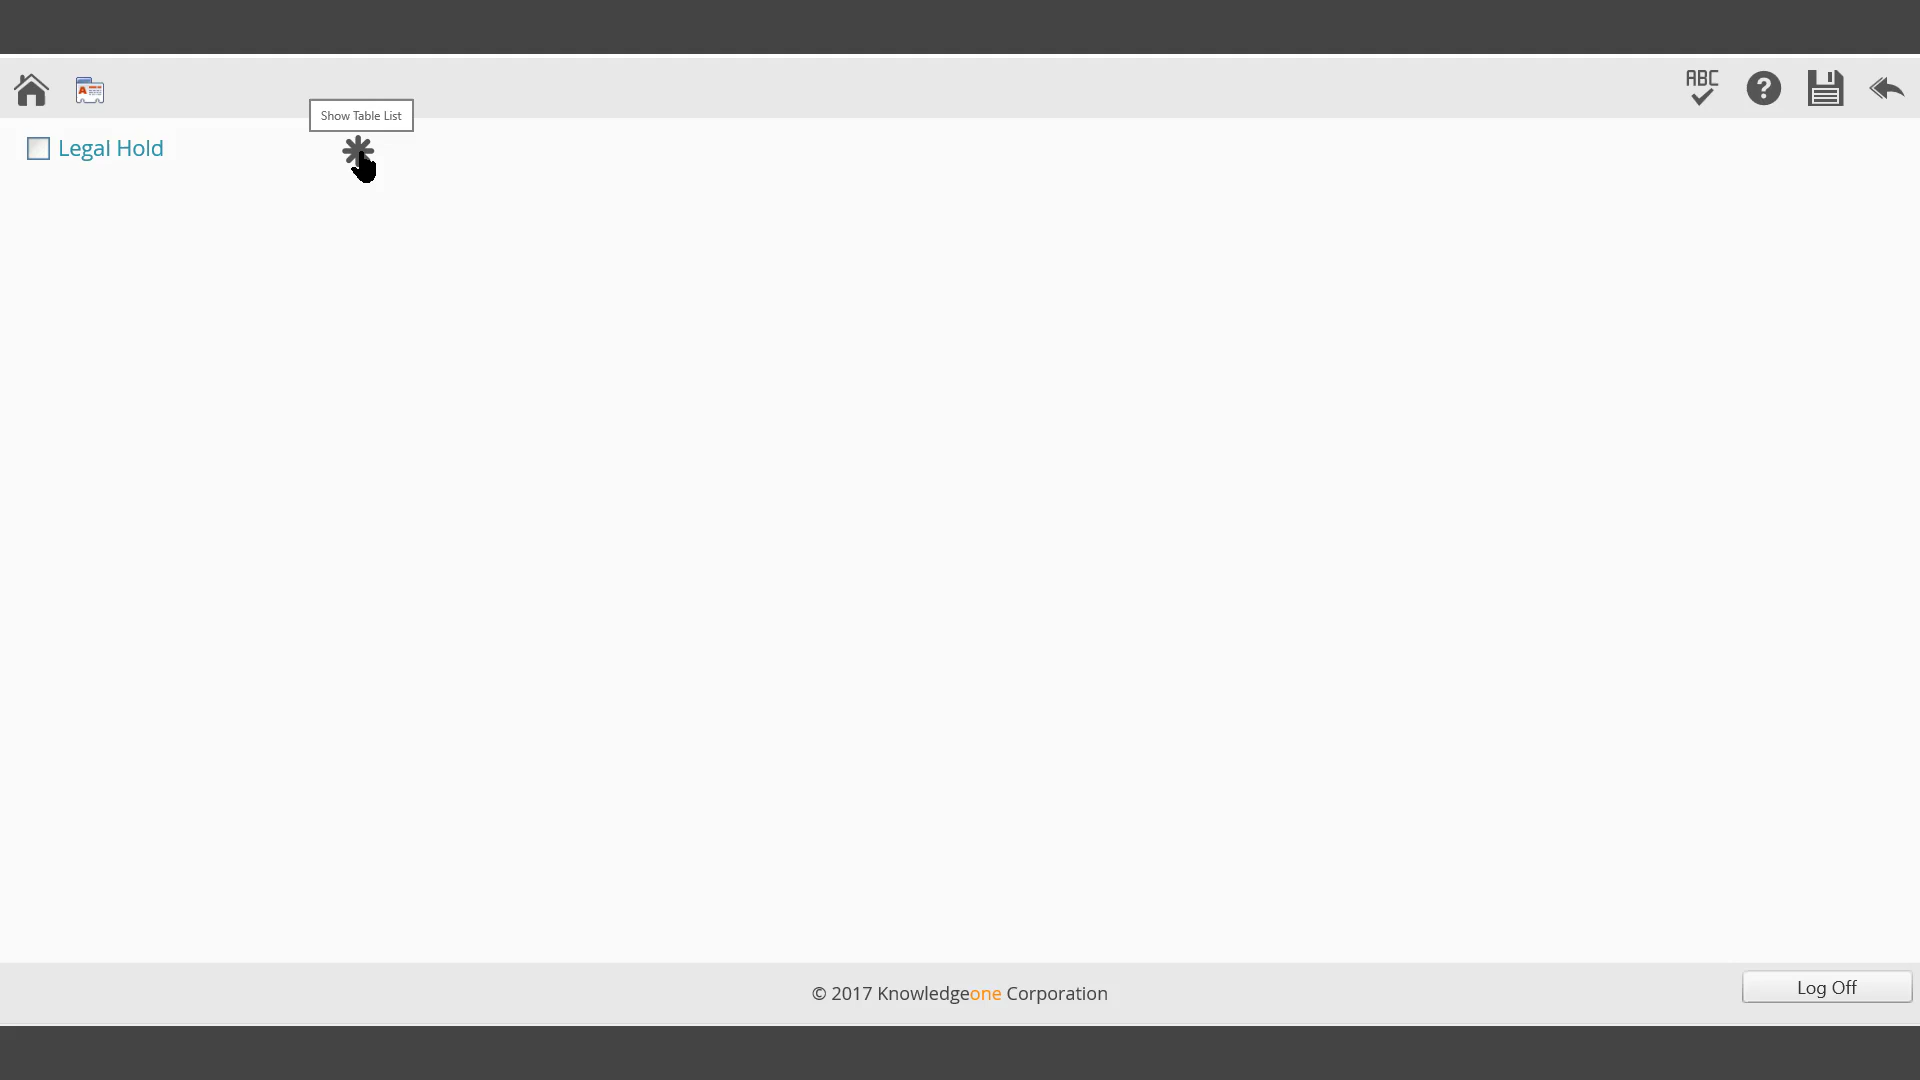 ABC
Show Table List
Legal Hold
© 2017 Knowledgeone Corporation
Log Off